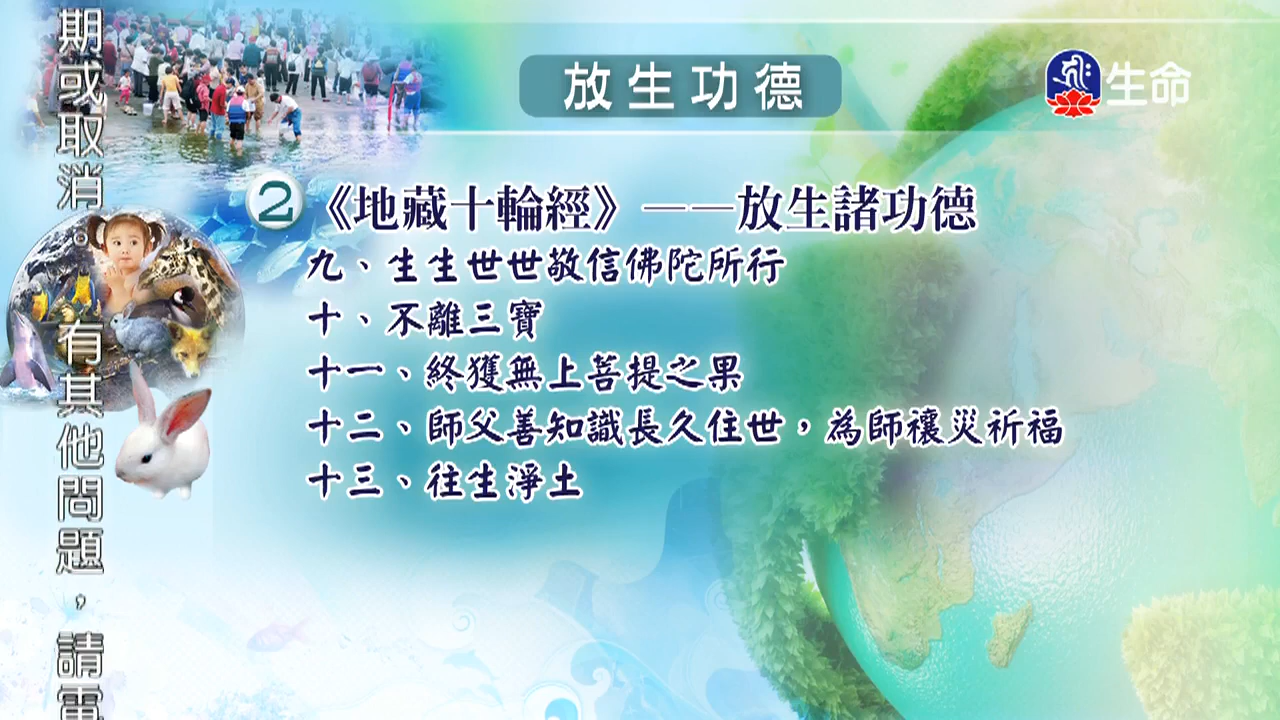 放生功德
生命
2
《地藏十輪經》——放生諸功德
九、生生世世敬信佛陀所行
十、不離三寶
十一、終獲無上菩提之果
十二、師父善知識長久住世，為師禳災祈福
十三、往生淨土
期或取消。有其他問題，請電